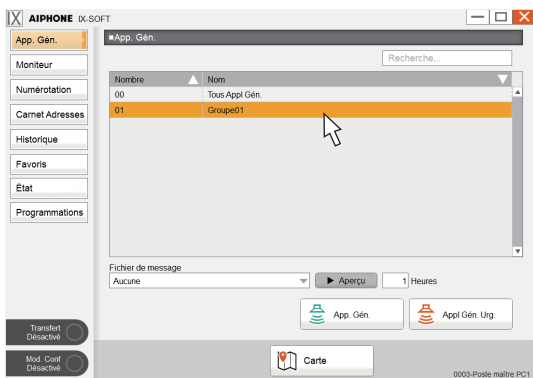 IX AIPHONE IX-SOFT
App. Gén.
Moniteur
Numérotation
Carnet Adresses
Historique
Favoris
État
Programmations
Transfert
Désactivé
Mod. Conf
Désactivé
■App. Gén.
Recherche...
Nombre Nom
00 Tous Appl Gén.
01 Groupe01
Fichier de message
Aucune Aperçu 1 Heures
App. Gén. Appl Gén. Urg.
Carte
0003-Poste maître PC1